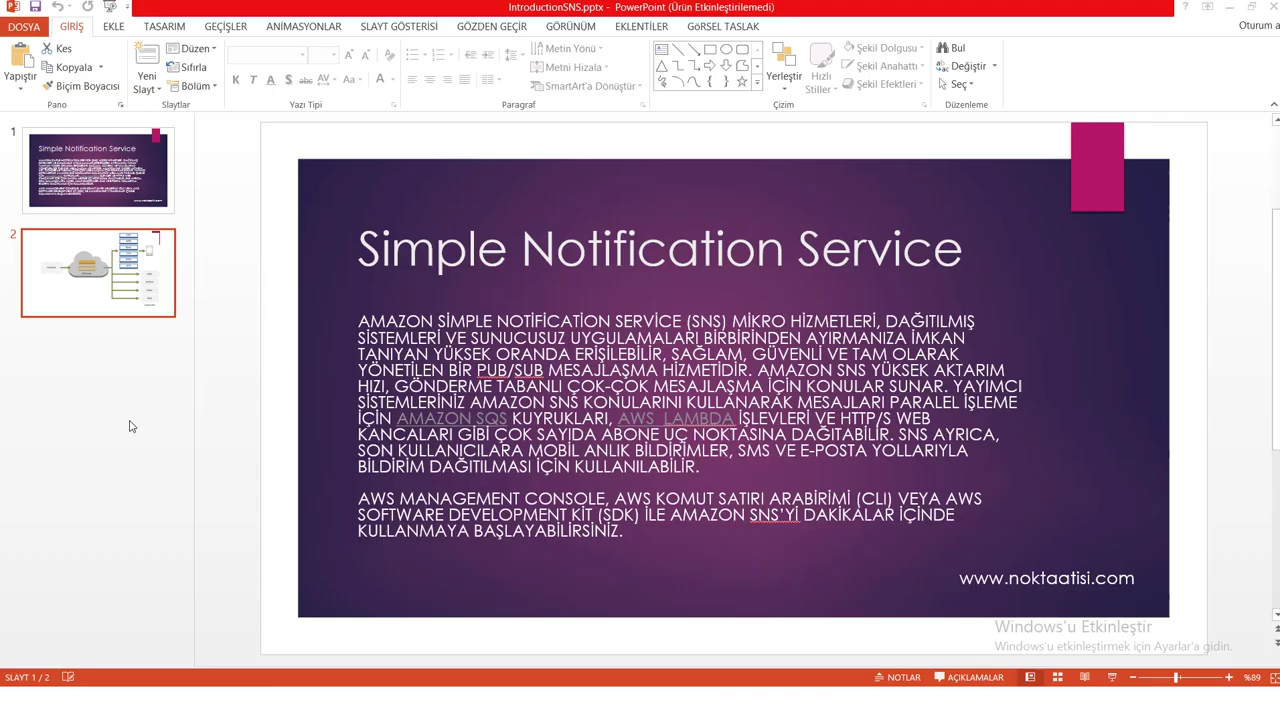 IntroductionSNS.pptx - PowerPoint (Ürün Etkinleştirilemedi)
DOSYA GİRİŞ EKLE TASARIM GEÇİŞLER ANİMASYONLAR SLAYT GÖSTERİSİ GÖZDEN GEÇİR GÖRÜNÜM EKLENTİLER GöRSEL TASLAK Oturum a
Yapıştır
Kes
Kopyala
Biçim Boyacısı
Pano
Yeni
Slayt
Düzen
Sıfırla
Bölüm
Slaytlar
K T A S abc AV Aa A
Yazı Tipi
Metin Yönü
Metni Hizala
SmartArt'a Dönüştür
Paragraf
Yerleştir
Hızlı
Stiller
Şekil Dolgusu
Şekil Anahattı
Şekil Efektleri
Çizim
Bul
Değiştir
Seç
Düzenleme
1
Simple Notification Service
2
Simple Notification Service
AMAZON SİMPLE NOTİFİCATİON SERVİCE (SNS) MİKRO HİZMETLERİ, DAĞITILMIŞ
SİSTEMLERİ VE SUNUCUSUZ UYGULAMALARI BİRBİRİNDEN AYIRMANIZA İMKAN
TANIYAN YÜKSEK ORANDA ERİŞİLEBİLİR, SAĞLAM, GÜVENLİ VE TAM OLARAK
YÖNETİLEN BİR PUB/SUB MESAJLAŞMA HİZMETİDİR. AMAZON SNS YÜKSEK AKTARIM
HIZI, GÖNDERME TABANLI ÇOK-ÇOK MESAJLAŞMA İÇİN KONULAR SUNAR. YAYIMCI
SİSTEMLERİNİZ AMAZON SNS KONULARINI KULLANARAK MESAJLARI PARALEL İŞLEME
İÇİN AMAZON SQS KUYRUKLARI, AWS LAMBDA İŞLEVLERİ VE HTTP/S WEB
KANCALARI GİBİ ÇOK SAYIDA ABONE UÇ NOKTASINA DAĞITABİLİR. SNS AYRICA,
SON KULLANICILARA MOBİL ANLIK BİLDİRİMLER, SMS VE E-POSTA YOLLARIYLA
BİLDİRİM DAĞITILMASI İÇİN KULLANILABİLİR.
AWS MANAGEMENT CONSOLE, AWS KOMUT SATIRI ARABİRİMİ (CLI) VEYA AWS
SOFTWARE DEVELOPMENT KİT (SDK) İLE AMAZON SNS'Yİ DAKİKALAR İÇİNDE
KULLANMAYA BAŞLAYABİLİRSİNİZ.
www.noktaatisi.com
Windows'u Etkinleştir
Windows'u etkinleştirmek için Ayarlar'a gidin.
SLAYT 1 / 2
NOTLAR
AÇIKLAMALAR
%89